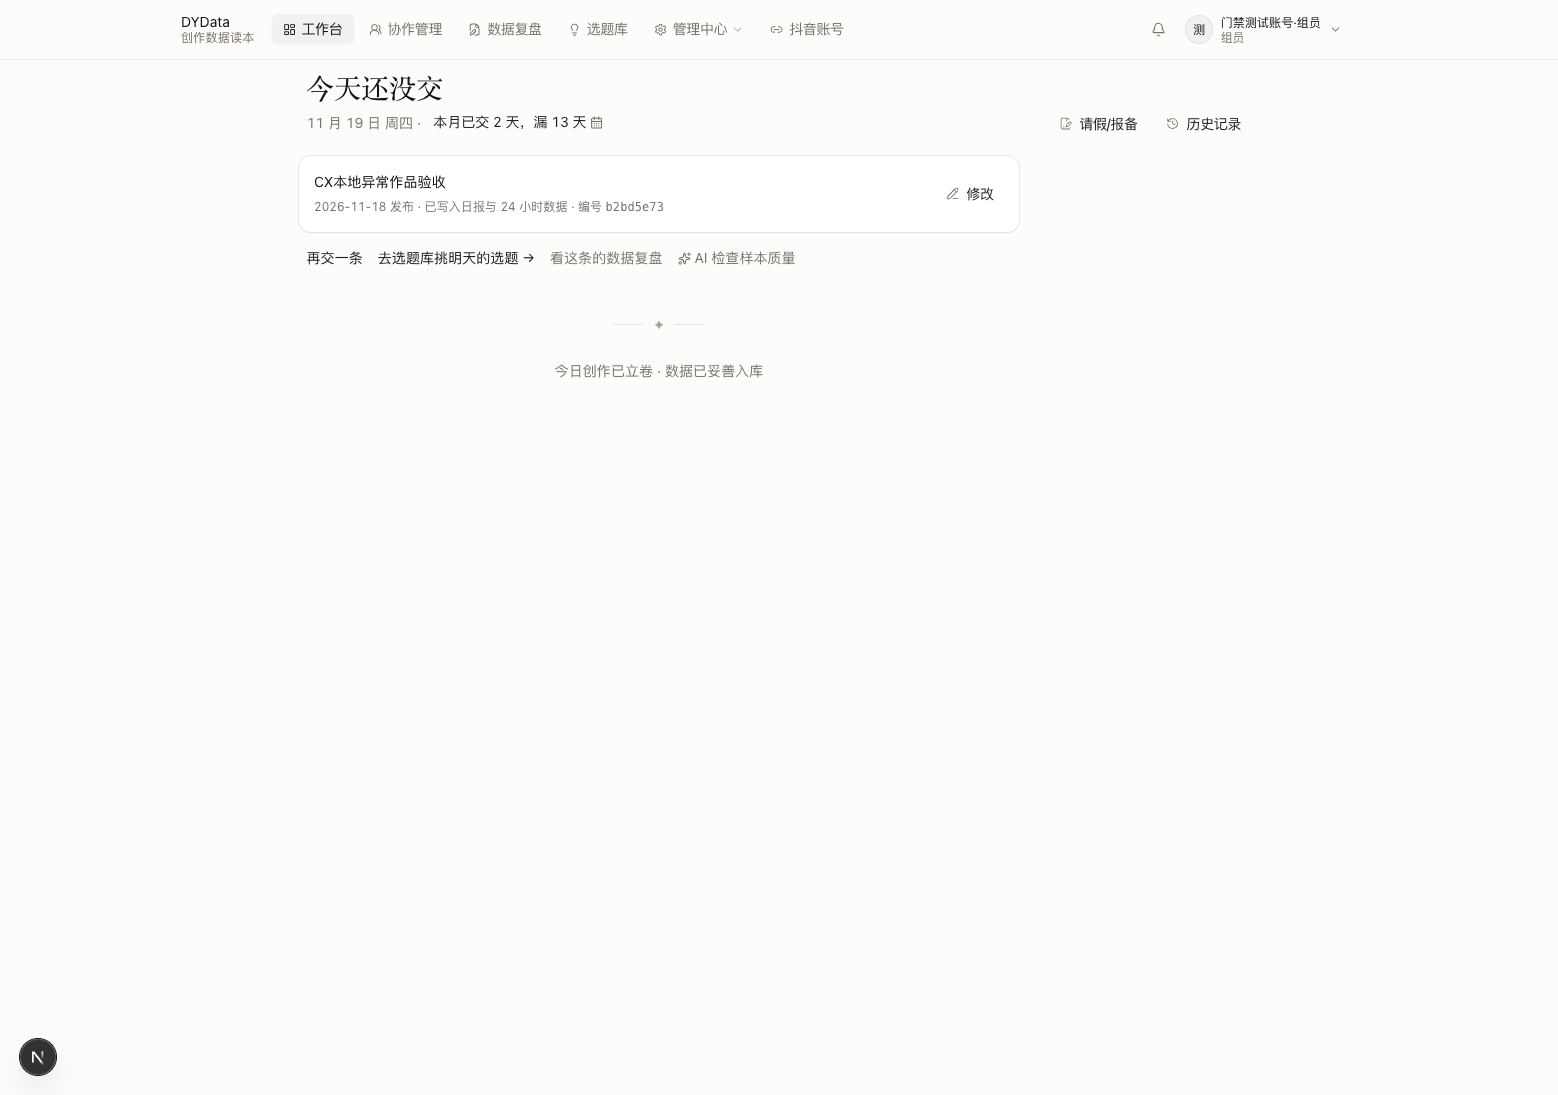 DYData
创作数据读本
工作台
协作管理
数据复盘
选题库
管理中心
抖音账号
测
门禁测试账号·组员
组员
今天还没交
11 月 19 日 周四 · 本月已交 2 天，漏 13 天
请假/报备
历史记录
CX本地异常作品验收
2026-11-18 发布 · 已写入日报与 24 小时数据 · 编号 b2bd5e73
修改
再交一条 去选题库挑明天的选题 → 看这条的数据复盘 AI 检查样本质量
今日创作已立卷 · 数据已妥善入库
N